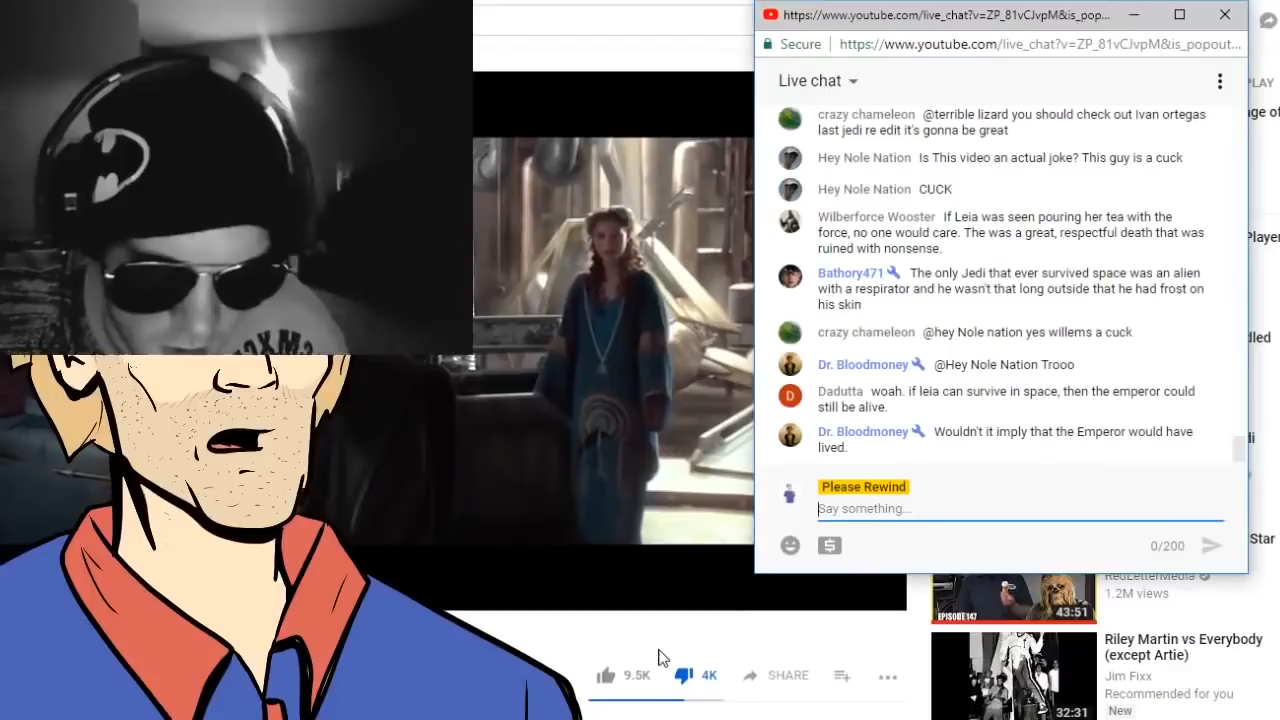 https://www.youtube.com/live_chat?v=ZP_81vCJvpM&is_pop...
Secure
https://www.youtube.com/live_chat?v=ZP_81vCJvpM&is_popout...
Live chat
crazy chameleon @terrible lizard you should check out Ivan ortegas
last jedi re edit it's gonna be great
Hey Nole Nation Is This video an actual joke? This guy is a cuck
Hey Nole Nation CUCK
Wilberforce Wooster If Leia was seen pouring her tea with the
force, no one would care. The was a great, respectful death that was
ruined with nonsense.
Bathory471 The only Jedi that ever survived space was an alien
with a respirator and he wasn't that long outside that he had frost on
his skin
crazy chameleon @hey Nole nation yes willems a cuck
Dr. Bloodmoney @Hey Nole Nation Trooo
D
Dadutta woah. if leia can survive in space, then the emperor could
still be alive.
Dr. Bloodmoney Wouldn't it imply that the Emperor would have
lived.
Please Rewind
Say something...
0/200
PLAY
nge of
Player
dled
di
Star
RedLetterMedia
1.2M views
EPISODE 147
43:51
Riley Martin vs Everybody
(except Artie)
Jim Fixx
Recommended for you
New
32:31
9.5K
4K
SHARE